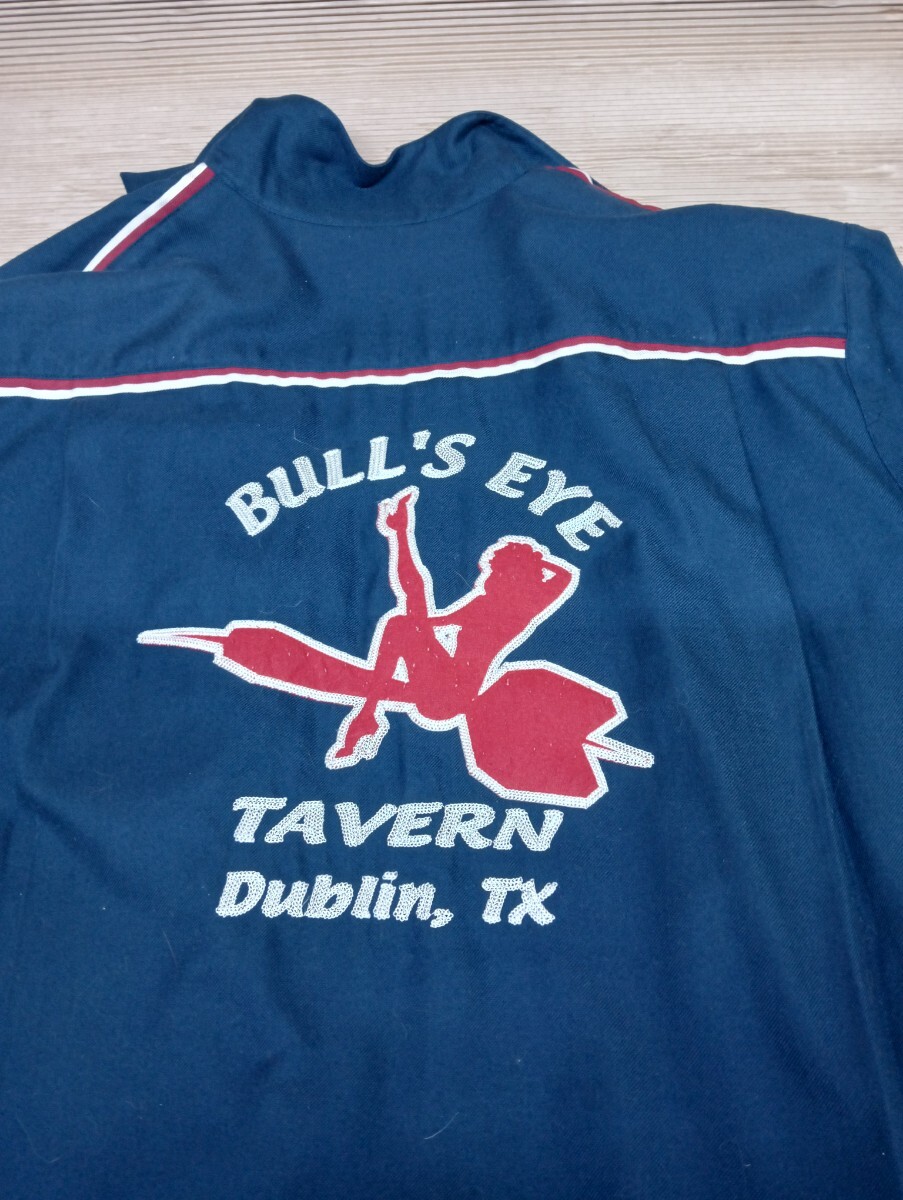 BULL'S EYE
TAVERN
Dublin, TX